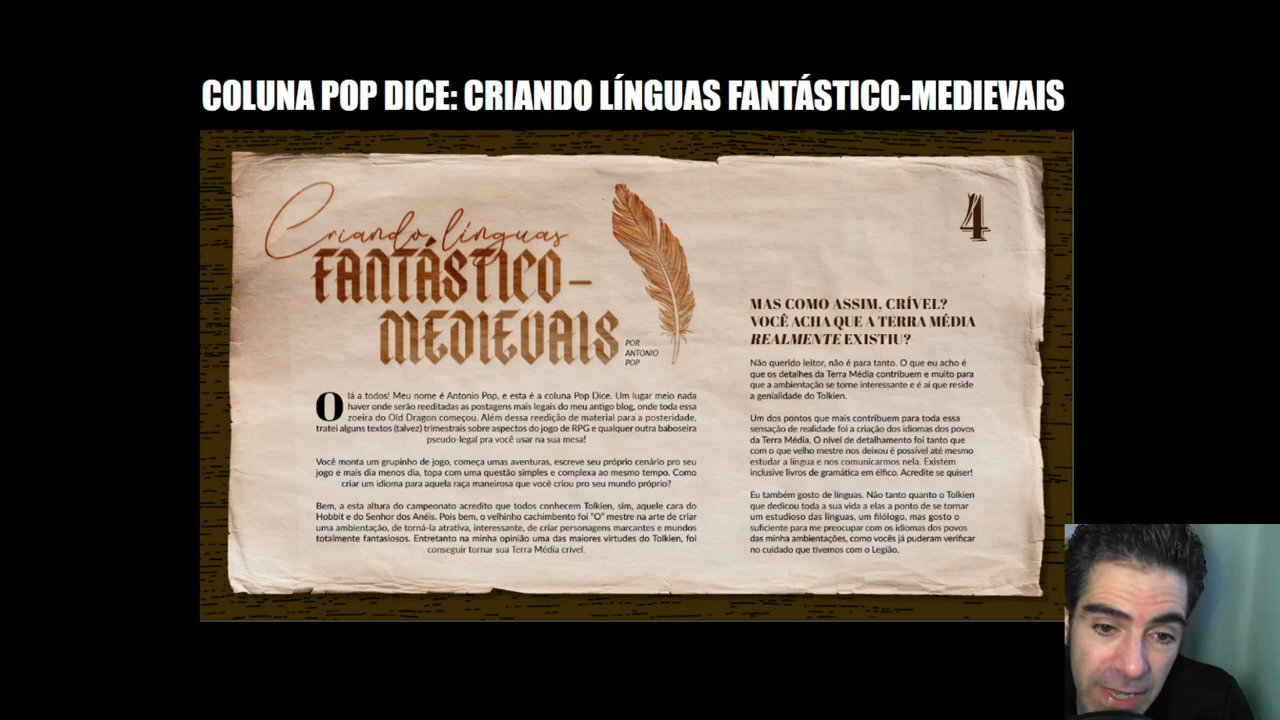 COLUNA POP DICE: CRIANDO LÍNGUAS FANTÁSTICO-MEDIEVAIS
Criando línguas
FANTÁSTICO-
MEDIEVAIS
POR
ANTONIO
POP
Olá a todos! Meu nome é Antonio Pop, e esta é a coluna Pop Dice. Um lugar meio nada
haver onde serão reeditadas as postagens mais legais do meu antigo blog, onde toda essa
zoeira do Old Dragon começou. Além dessa reedição de material para a posteridade,
tratei alguns textos (talvez) trimestrais sobre aspectos do jogo de RPG e qualquer outra baboseira
pseudo-legal pra você usar na sua mesa!
Você monta um grupinho de jogo, começa umas aventuras, escreve seu próprio cenário pro seu
jogo e mais dia menos dia, topa com uma questão simples e complexa ao mesmo tempo. Como
criar um idioma para aquela raça maneirosa que você criou pro seu mundo próprio?
Bem, a esta altura do campeonato acredito que todos conhecem Tolkien, sim, aquele cara do
Hobbit e do Senhor dos Anéis. Pois bem, o velhinho cachimbento foi "O" mestre na arte de criar
uma ambientação, de torná-la atrativa, interessante, de criar personagens marcantes e mundos
totalmente fantasiosos. Entretanto na minha opinião uma das maiores virtudes do Tolkien, foi
conseguir tornar sua Terra Média crível.
4
MAS COMO ASSIM, CRÍVEL?
VOCÊ ACHA QUE A TERRA MÉDIA
REALMENTE EXISTIU?
Não querido leitor, não é para tanto. O que eu acho é
que os detalhes da Terra Média contribuem e muito para
que a ambientação se torne interessante e é aí que reside
a genialidade do Tolkien.
Um dos pontos que mais contribuem para toda essa
sensação de realidade foi a criação dos idiomas dos povos
da Terra Média. O nível de detalhamento foi tanto que
com o que velho mestre nos deixou é possível até mesmo
estudar a língua e nos comunicarmos nela. Existem
inclusive livros de gramática em élfico. Acredite se quiser!
Eu também gosto de línguas. Não tanto quanto o Tolkien
que dedicou toda a sua vida a elas a ponto de se tornar
um estudioso das línguas, um filólogo, mas gosto o
suficiente para me preocupar com os idiomas dos povos
das minha ambientações, como vocês já puderam verificar
no cuidado que tivemos com o Legião.